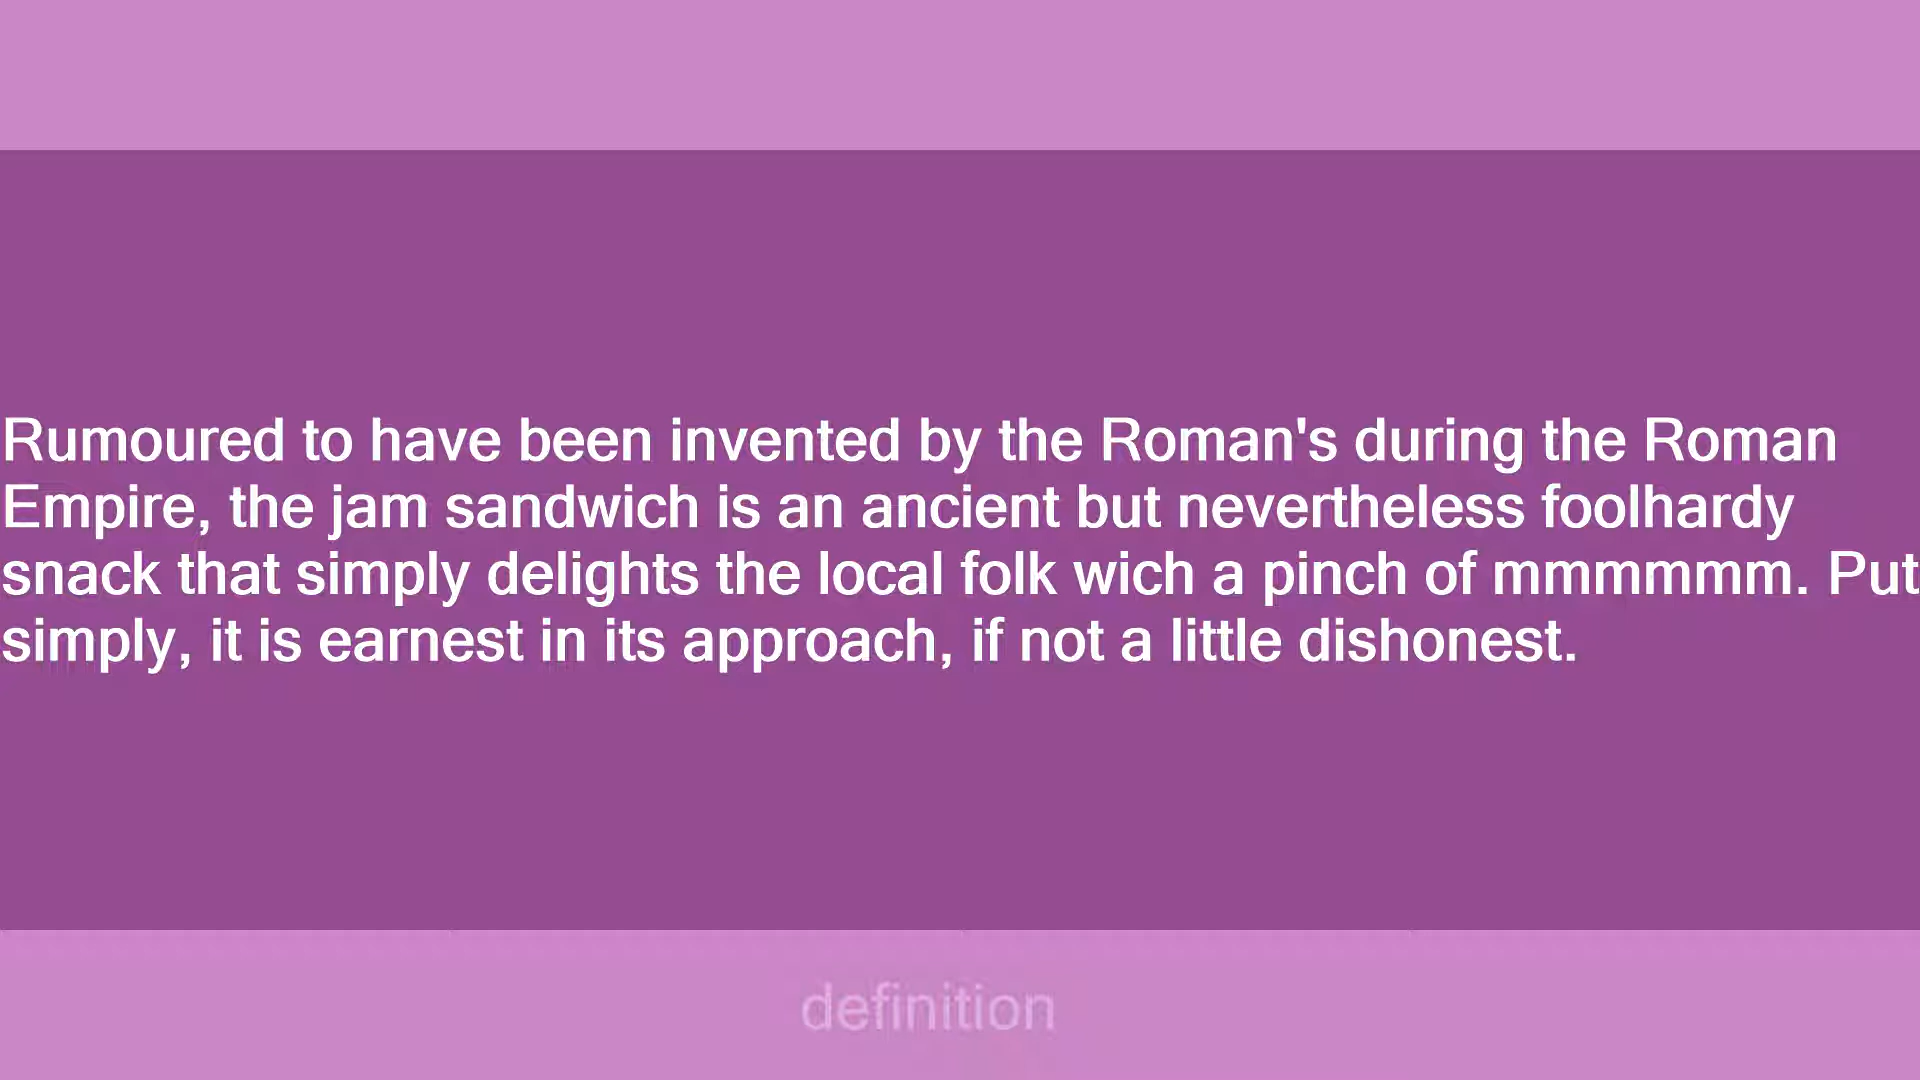 Rumoured to have been invented by the Roman's during the Roman
Empire, the jam sandwich is an ancient but nevertheless foolhardy
snack that simply delights the local folk wich a pinch of mmmmmm. Put
simply, it is earnest in its approach, if not a little dishonest.
definition